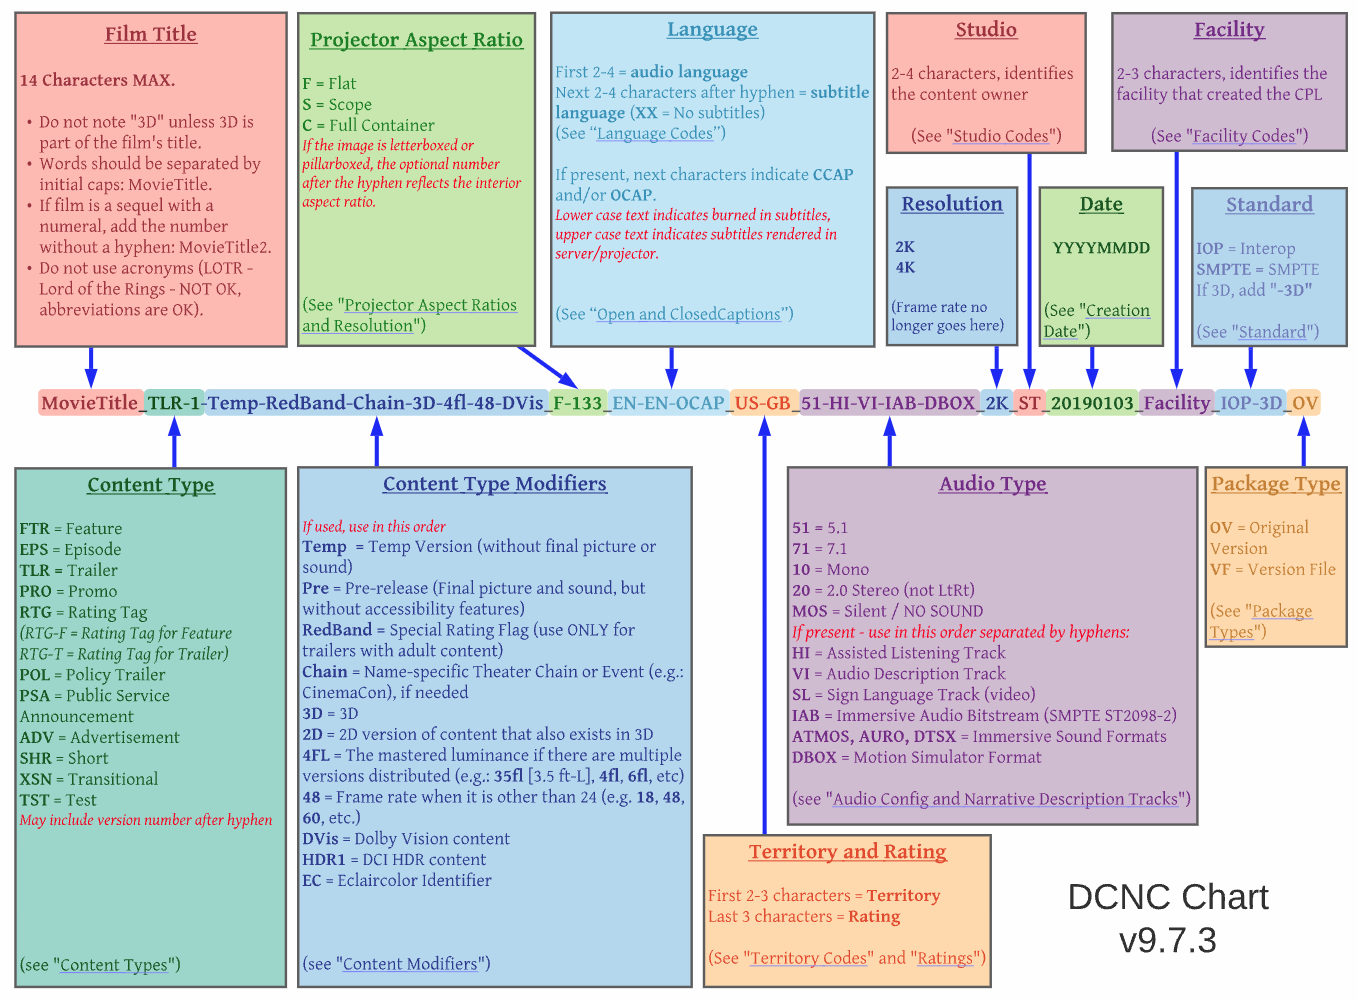 Film Title
14 Characters MAX.
• Do not note "3D" unless 3D is
part of the film's title.
• Words should be separated by
initial caps: MovieTitle.
• If film is a sequel with a
numeral, add the number
without a hyphen: MovieTitle2.
• Do not use acronyms (LOTR -
Lord of the Rings - NOT OK,
abbreviations are OK).
Projector Aspect Ratio
F = Flat
S = Scope
C = Full Container
If the image is letterboxed or
pillarboxed, the optional number
after the hyphen reflects the interior
aspect ratio.
(See "Projector Aspect Ratios
and Resolution")
Language
First 2-4 = audio language
Next 2-4 characters after hyphen = subtitle
language (XX = No subtitles)
(See “Language Codes”)
If present, next characters indicate CCAP
and/or OCAP.
Lower case text indicates burned in subtitles,
upper case text indicates subtitles rendered in
server/projector.
(See “Open and ClosedCaptions”)
Studio
2-4 characters, identifies
the content owner
(See "Studio Codes")
Facility
2-3 characters, identifies the
facility that created the CPL
(See "Facility Codes")
Resolution
2K
4K
(Frame rate no
longer goes here)
Date
YYYYMMDD
(See "Creation
Date")
Standard
IOP = Interop
SMPTE = SMPTE
If 3D, add "-3D"
(See "Standard")
MovieTitle_TLR-1-Temp-RedBand-Chain-3D-4fl-48-DVis_F-133_EN-EN-OCAP_US-GB_51-HI-VI-IAB-DBOX_2K_ST_20190103_Facility_IOP-3D_OV
Content Type
FTR = Feature
EPS = Episode
TLR = Trailer
PRO = Promo
RTG = Rating Tag
(RTG-F = Rating Tag for Feature
RTG-T = Rating Tag for Trailer)
POL = Policy Trailer
PSA = Public Service
Announcement
ADV = Advertisement
SHR = Short
XSN = Transitional
TST = Test
May include version number after hyphen
(see "Content Types")
Content Type Modifiers
If used, use in this order
Temp = Temp Version (without final picture or
sound)
Pre = Pre-release (Final picture and sound, but
without accessibility features)
RedBand = Special Rating Flag (use ONLY for
trailers with adult content)
Chain = Name-specific Theater Chain or Event (e.g.:
CinemaCon), if needed
3D = 3D
2D = 2D version of content that also exists in 3D
4FL = The mastered luminance if there are multiple
versions distributed (e.g.: 35fl [3.5 ft-L], 4fl, 6fl, etc)
48 = Frame rate when it is other than 24 (e.g. 18, 48,
60, etc.)
DVis = Dolby Vision content
HDR1 = DCI HDR content
EC = Eclaircolor Identifier
(see "Content Modifiers")
Audio Type
51 = 5.1
71 = 7.1
10 = Mono
20 = 2.0 Stereo (not LtRt)
MOS = Silent / NO SOUND
If present - use in this order separated by hyphens:
HI = Assisted Listening Track
VI = Audio Description Track
SL = Sign Language Track (video)
IAB = Immersive Audio Bitstream (SMPTE ST2098-2)
ATMOS, AURO, DTSX = Immersive Sound Formats
DBOX = Motion Simulator Format
(see "Audio Config and Narrative Description Tracks")
Package Type
OV = Original
Version
VF = Version File
(See "Package
Types")
Territory and Rating
First 2-3 characters = Territory
Last 3 characters = Rating
(See "Territory Codes" and "Ratings")
DCNC Chart
v9.7.3